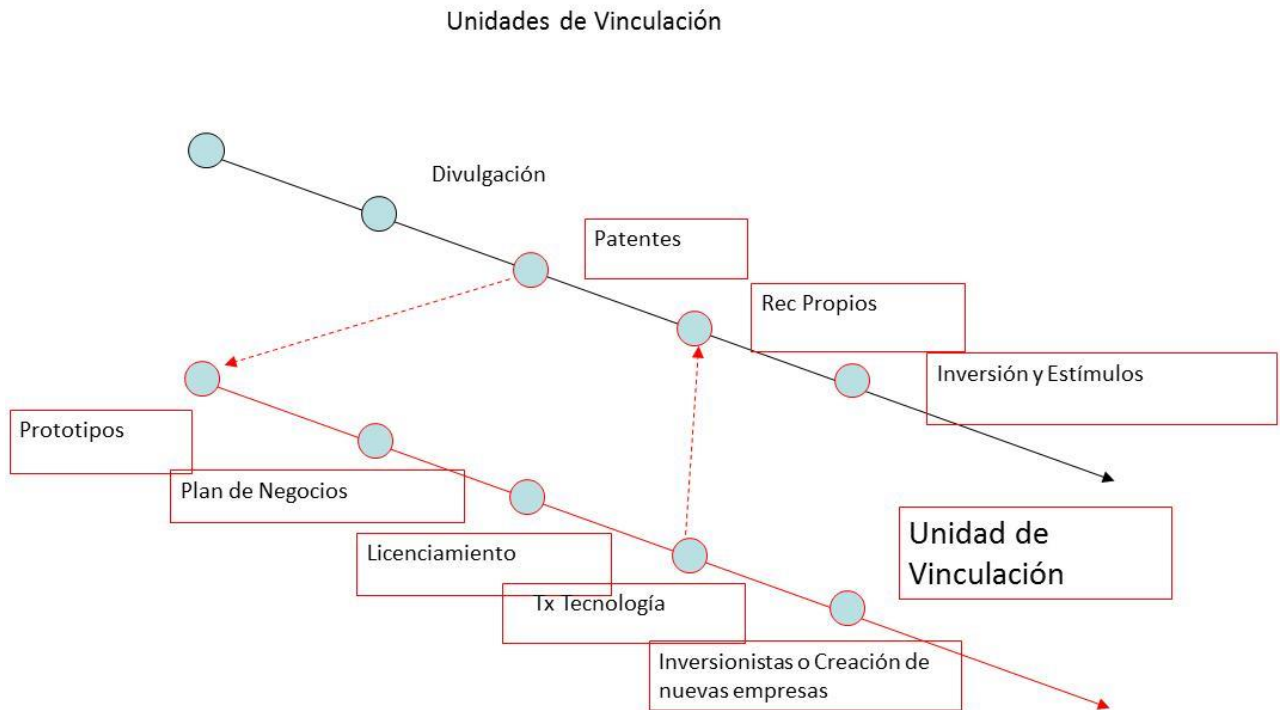 Unidades de Vinculación
Divulgación
Patentes
Rec Propios
Inversión y Estímulos
Prototipos
Plan de Negocios
Licenciamiento
Tx Tecnología
Inversionistas o Creación de
nuevas empresas
Unidad de
Vinculación